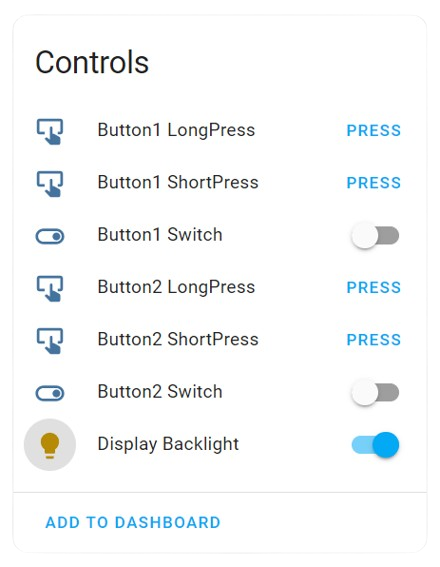 Controls
Button1 LongPress PRESS
Button1 ShortPress PRESS
Button1 Switch
Button2 LongPress PRESS
Button2 ShortPress PRESS
Button2 Switch
Display Backlight
ADD TO DASHBOARD